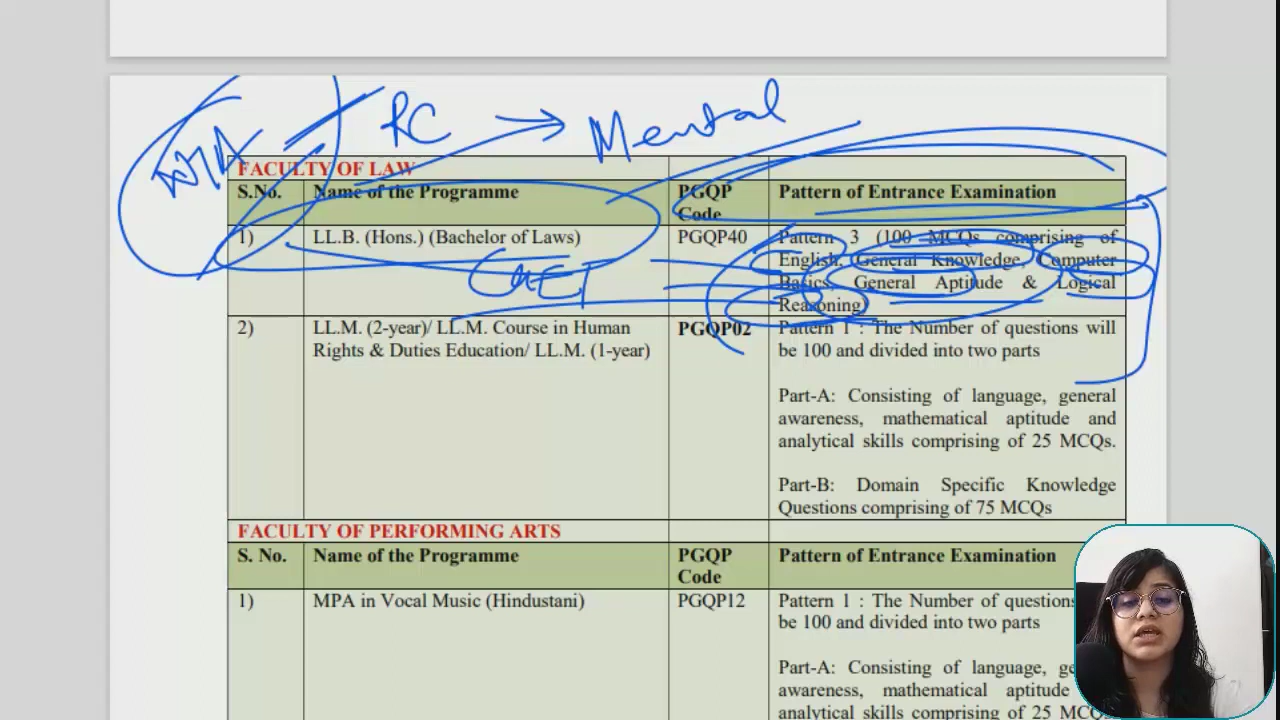 RC → Mental
FACULTY OF LAW
S.No. Name of the Programme PGQP Code Pattern of Entrance Examination
1) LL.B. (Hons.) (Bachelor of Laws) PGQP40 Pattern 3 (100 MCQs comprising of
English, General Knowledge, Computer
Basics, General Aptitude & Logical
Reasoning)
2) LL.M. (2-year)/ LL.M. Course in Human PGQP02 Pattern 1 : The Number of questions will
Rights & Duties Education/ LL.M. (1-year) be 100 and divided into two parts
Part-A: Consisting of language, general
awareness, mathematical aptitude and
analytical skills comprising of 25 MCQs.
Part-B: Domain Specific Knowledge
Questions comprising of 75 MCQs
FACULTY OF PERFORMING ARTS
S. No. Name of the Programme PGQP Code Pattern of Entrance Examination
1) MPA in Vocal Music (Hindustani) PGQP12 Pattern 1 : The Number of questions
be 100 and divided into two parts
Part-A: Consisting of language,
awareness, mathematical aptitude
analytical skills comprising of 25